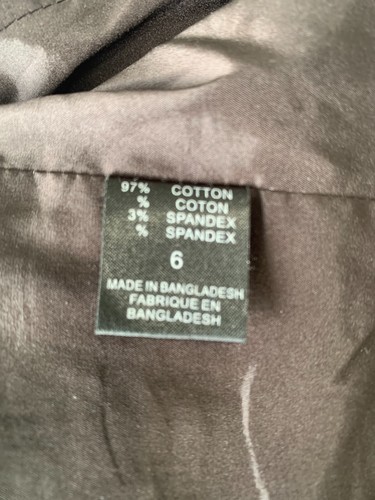 97% COTTON
% COTON
3% SPANDEX
% SPANDEX
6
MADE IN BANGLADESH
FABRIQUE EN
BANGLADESH